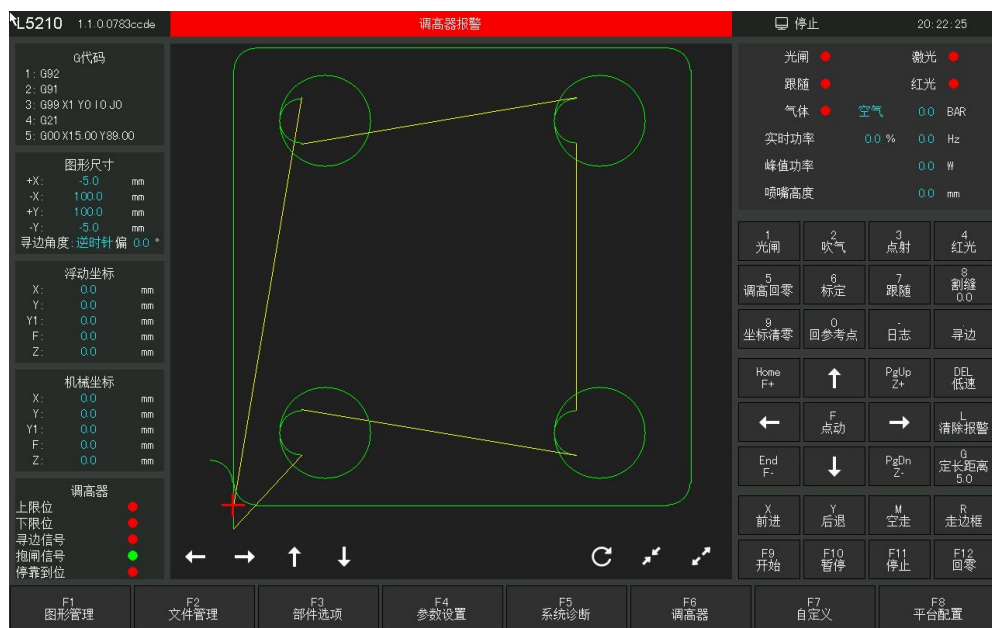 L5210 1.1.0.0783ccde
调高器报警
停止 20:22:25
G代码
1: G92
2: G91
3: G99 X1 Y0 I0 J0
4: G21
5: G00 X15.00 Y89.00
图形尺寸
+X: -5.0 mm
-X: 100.0 mm
+Y: 100.0 mm
-Y: -5.0 mm
寻边角度: 逆时针偏 0.0 °
浮动坐标
X: 0.0 mm
Y: 0.0 mm
Y1: 0.0 mm
F: 0.0 mm
Z: 0.0 mm
机械坐标
X: 0.0 mm
Y: 0.0 mm
Y1: 0.0 mm
F: 0.0 mm
Z: 0.0 mm
调高器
上限位
下限位
寻边信号
抱闸信号
停靠到位
光闸 激光
跟随 红光
气体 空气 0.0 BAR
实时功率 0.0 % 0.0 Hz
峰值功率 0.0 W
喷嘴高度 0.0 mm
1 2 3 4
光闸 吹气 点射 红光
5 6 7 8
调高回零 标定 跟随 割缝
0.0
9 0 - .
坐标清零 回参考点 日志 寻边
Home PgUp DEL
F+ Z+ 低速
F L
点动 清除报警
End PgDn G
F- Z- 定长距离
5.0
X Y M R
前进 后退 空走 走边框
F9 F10 F11 F12
开始 暂停 停止 回零
F1 F2 F3 F4 F5 F6 F7 F8
图形管理 文件管理 部件选项 参数设置 系统诊断 调高器 自定义 平台配置